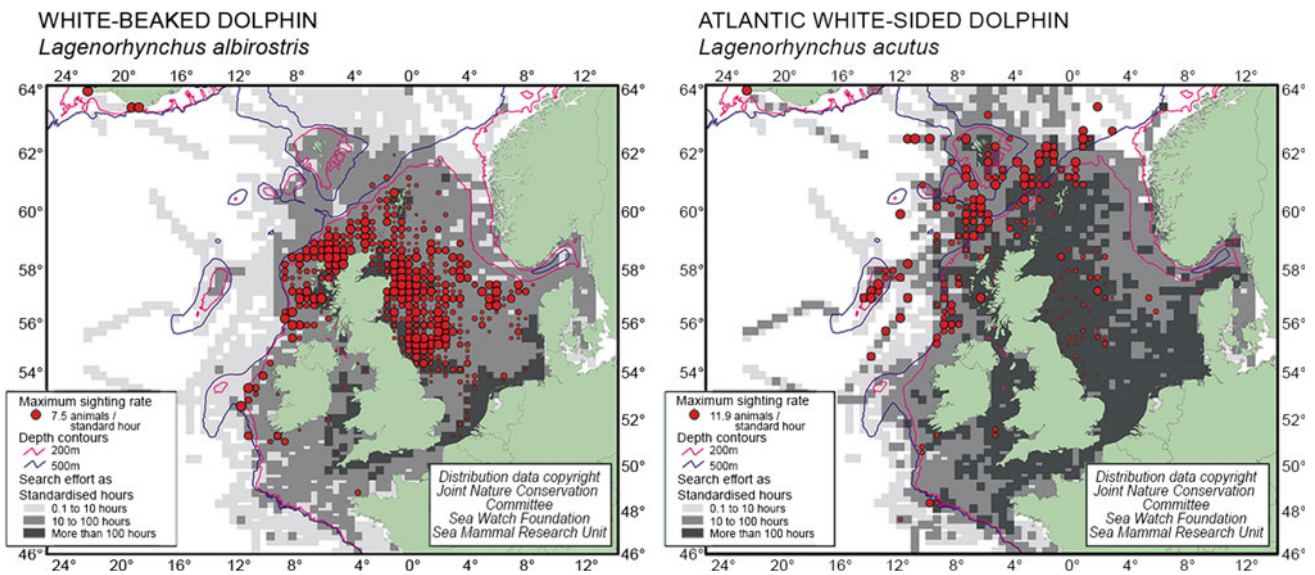 WHITE-BEAKED DOLPHIN
Lagenorhynchus albirostris
24° 20° 16° 12° 8° 4° 0° 4° 8° 12°
64° 64°
62° 62°
60° 60°
58° 58°
56° 56°
54° 54°
52° 52°
50° 50°
48° 48°
46° 46°
24° 20° 16° 12° 8° 4° 0° 4° 8° 12°
Maximum sighting rate
7.5 animals /
standard hour
Depth contours
200m
500m
Search effort as
Standardised hours
0.1 to 10 hours
10 to 100 hours
More than 100 hours
Distribution data copyright
Joint Nature Conservation
Committee
Sea Watch Foundation
Sea Mammal Research Unit
ATLANTIC WHITE-SIDED DOLPHIN
Lagenorhynchus acutus
24° 20° 16° 12° 8° 4° 0° 4° 8° 12°
64° 64°
62° 62°
60° 60°
58° 58°
56° 56°
54° 54°
52° 52°
50° 50°
48° 48°
46° 46°
24° 20° 16° 12° 8° 4° 0° 4° 8° 12°
Maximum sighting rate
11.9 animals /
standard hour
Depth contours
200m
500m
Search effort as
Standardised hours
0.1 to 10 hours
10 to 100 hours
More than 100 hours
Distribution data copyright
Joint Nature Conservation
Committee
Sea Watch Foundation
Sea Mammal Research Unit